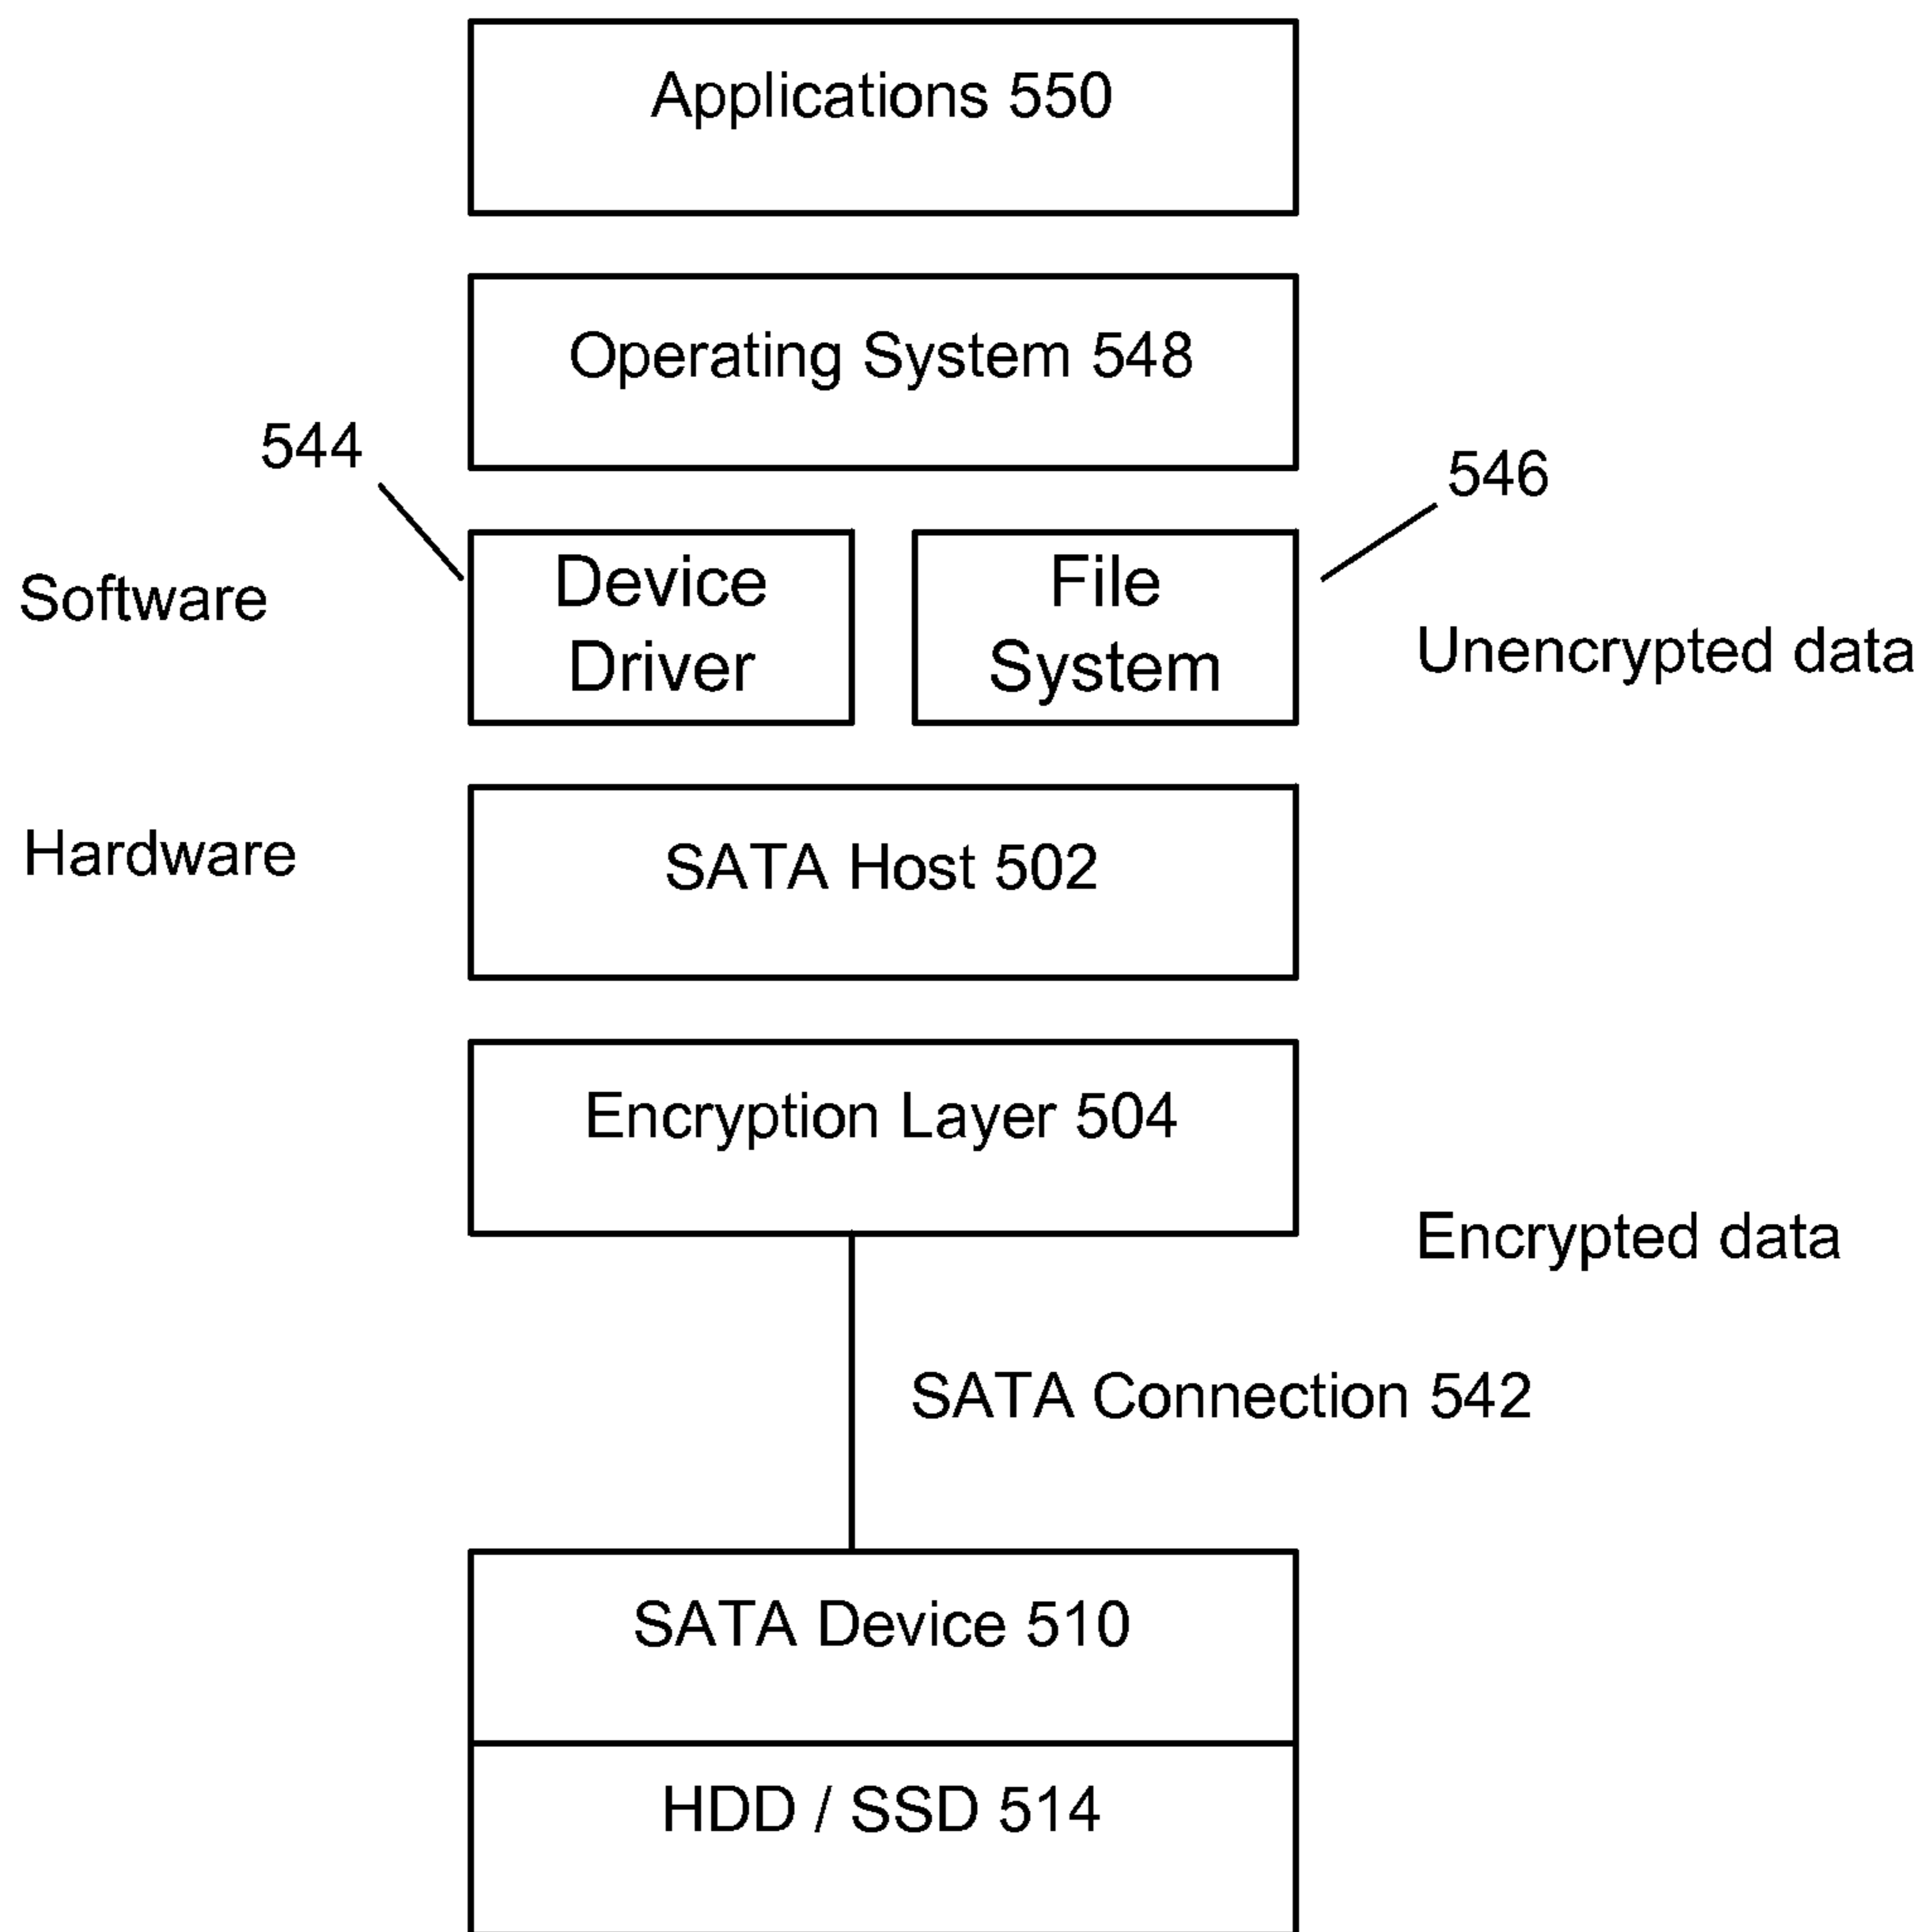 Applications 550
Operating System 548
544
546
Software
Device
Driver
File
System
Unencrypted data
Hardware
SATA Host 502
Encryption Layer 504
Encrypted data
SATA Connection 542
SATA Device 510
HDD / SSD 514